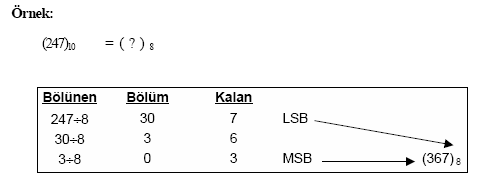 Örnek:
(247)10 = ( ? ) 8
Bölünen Bölüm Kalan
247÷8 30 7 LSB
30÷8 3 6
3÷8 0 3 MSB (367) 8